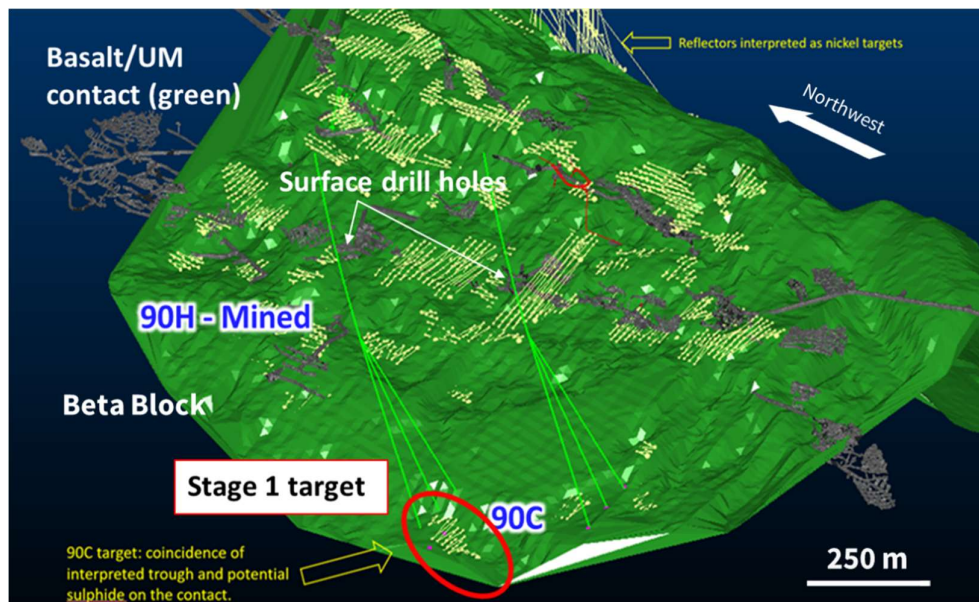 Basalt/UM
contact (green)
Reflectors interpreted as nickel targets
Northwest
Surface drill holes
90H - Mined
Beta Block
Stage 1 target
90C
90C target: coincidence of
interpreted trough and potential
sulphide on the contact.
250 m